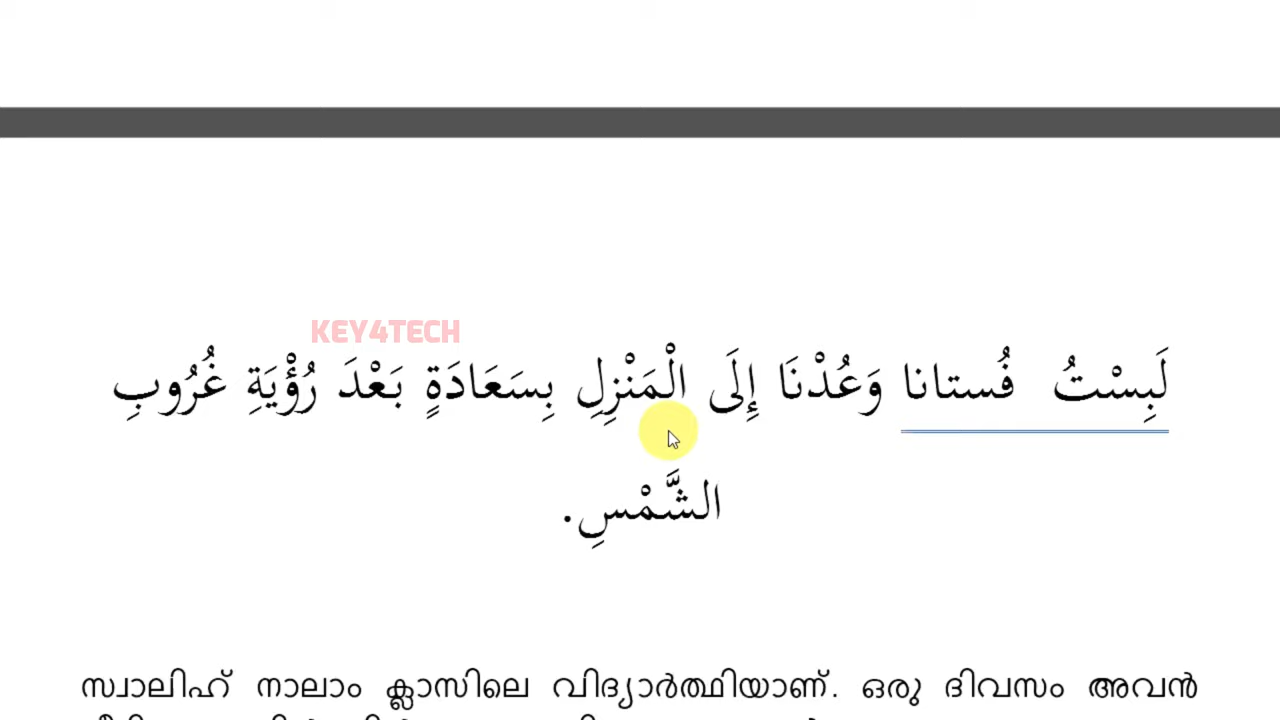 KEY4TECH
لَبِسْتُ فُستانا وَعُدْنَا إِلَى الْمَنْزِلِ بِسَعَادَةٍ بَعْدَ رُؤْيَةِ غُرُوبِ
الشَّمْسِ.
സ്വാലിഹ് നാലാം ക്ലാസിലെ വിദ്യാർത്ഥിയാണ്. ഒരു ദിവസം അവൻ